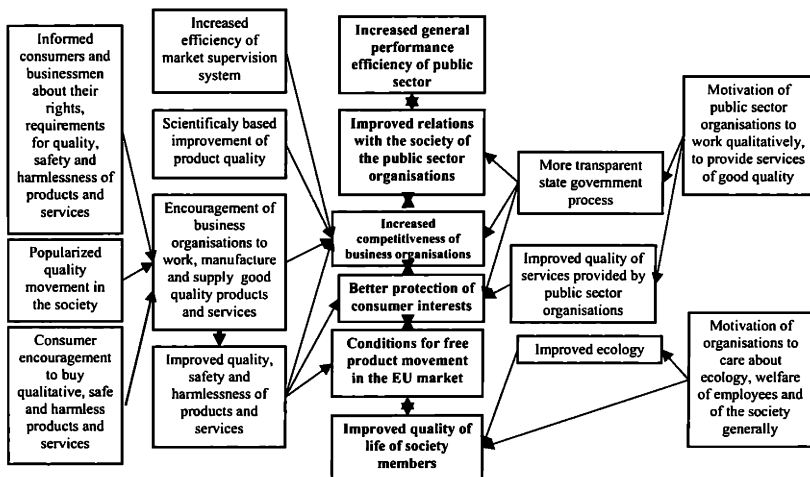 Informed
consumers and
businessmen
about their
rights,
requirements
for quality,
safety and
harmlessness of
products and
services
Popularized
quality
movement in
the society
Consumer
encouragement
to buy
qualitative, safe
and harmless
products and
services
Increased
efficiency of
market supervision
system
Scientificaly based
improvement of
product quality
Encouragement of
business
organisations to
work, manufacture
and supply good
quality products
and services
Improved quality,
safety and
harmlessness of
products and
services
Increased general
performance
efficiency of public
sector
Improved relations
with the society of
the public sector
organisations
Increased
competitiveness of
business organisations
Better protection of
consumer interests
Conditions for free
product movement
in the EU market
Improved quality of
life of society
members
More transparent
state government
process
Improved quality of
services provided by
public sector
organisations
Improved ecology
Motivation of
public sector
organisations to
work qualitatively,
to provide services
of good quality
Motivation of
organisations to
care about
ecology, welfare
of employees and
of the society
generally